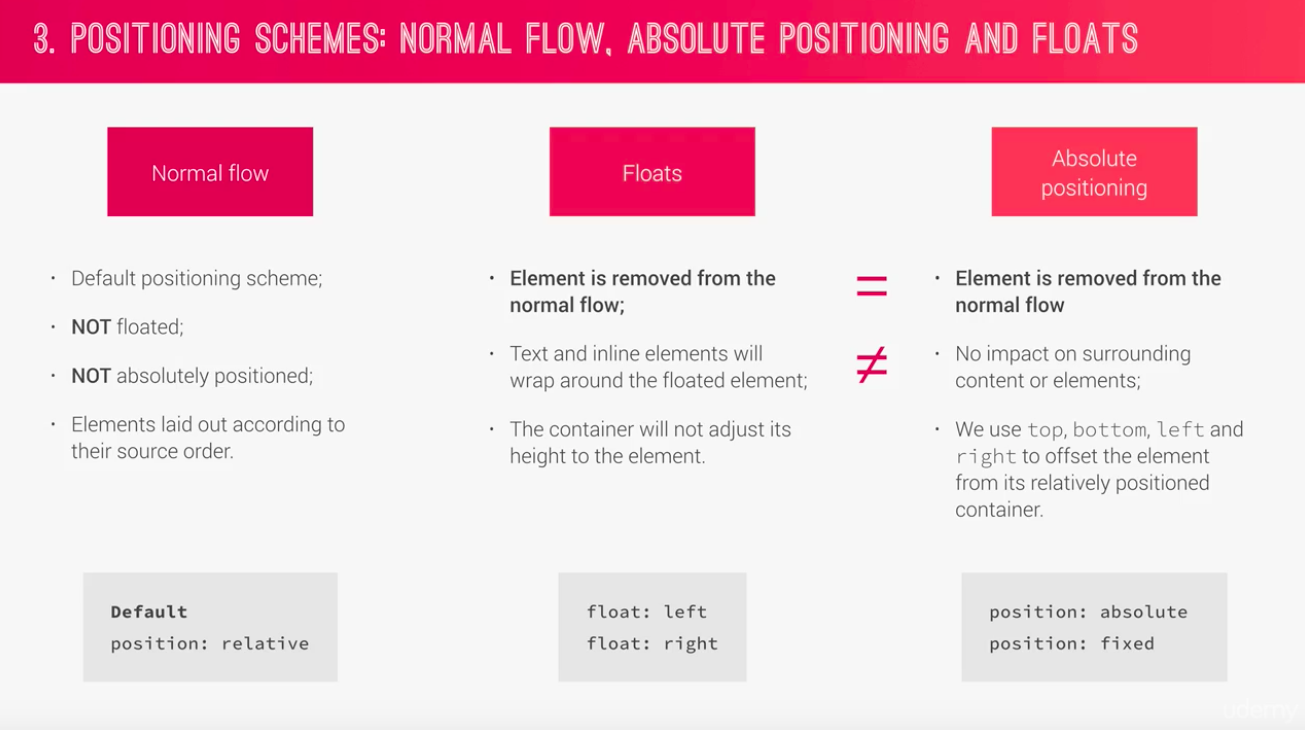 3. POSITIONING SCHEMES: NORMAL FLOW, ABSOLUTE POSITIONING AND FLOATS
Normal flow
· Default positioning scheme;
· NOT floated;
· NOT absolutely positioned;
· Elements laid out according to
their source order.
Default
position: relative
Floats
· Element is removed from the
normal flow;
· Text and inline elements will
wrap around the floated element;
· The container will not adjust its
height to the element.
float: left
float: right
=
≠
Absolute
positioning
· Element is removed from the
normal flow
· No impact on surrounding
content or elements;
· We use top, bottom, left and
right to offset the element
from its relatively positioned
container.
position: absolute
position: fixed
udemy